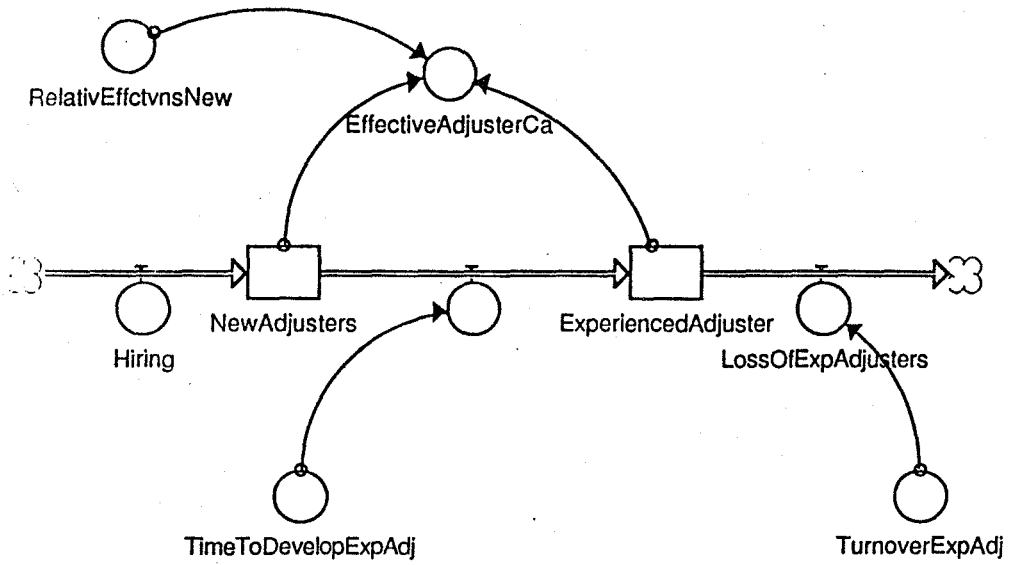 RelativEffctvnsNew
EffectiveAdjusterCa
NewAdjusters
ExperiencedAdjuster
Hiring
LossOfExpAdjusters
TimeToDevelopExpAdj
TurnoverExpAdj